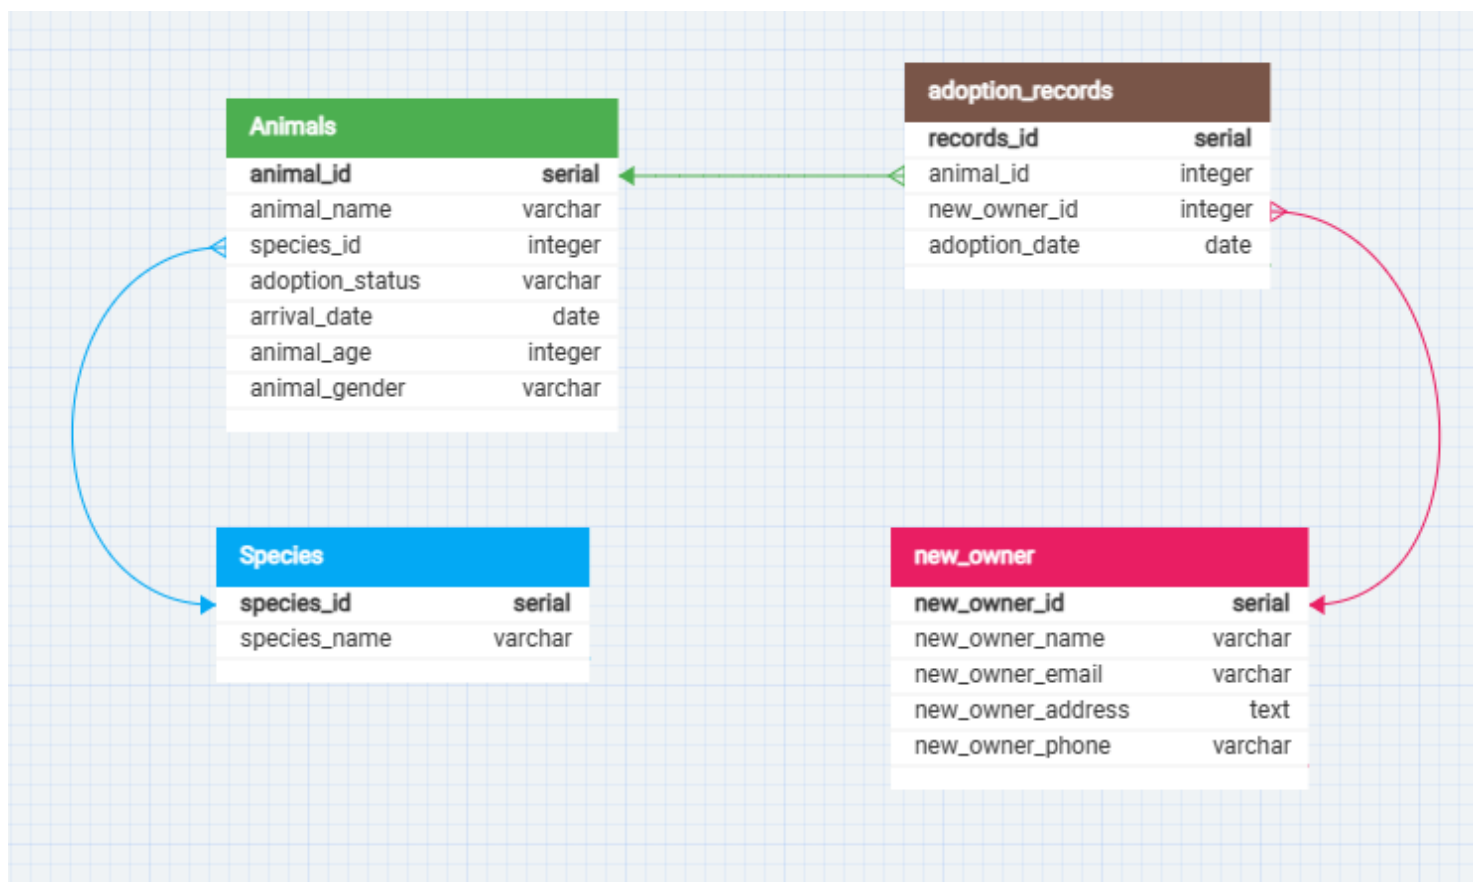 Animals
animal_id serial
animal_name varchar
species_id integer
adoption_status varchar
arrival_date date
animal_age integer
animal_gender varchar
adoption_records
records_id serial
animal_id integer
new_owner_id integer
adoption_date date
Species
species_id serial
species_name varchar
new_owner
new_owner_id serial
new_owner_name varchar
new_owner_email varchar
new_owner_address text
new_owner_phone varchar